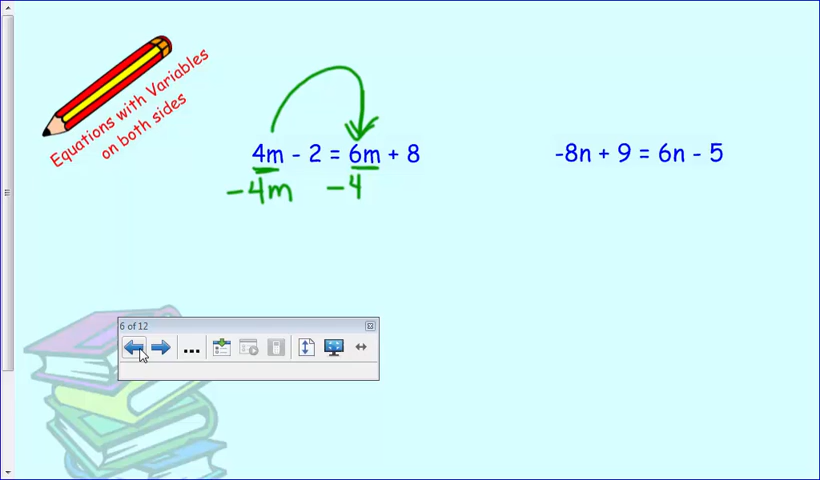 Equations with Variables
on both sides
4m - 2 = 6m + 8
-4m -4
-8n + 9 = 6n - 5
6 of 12
...